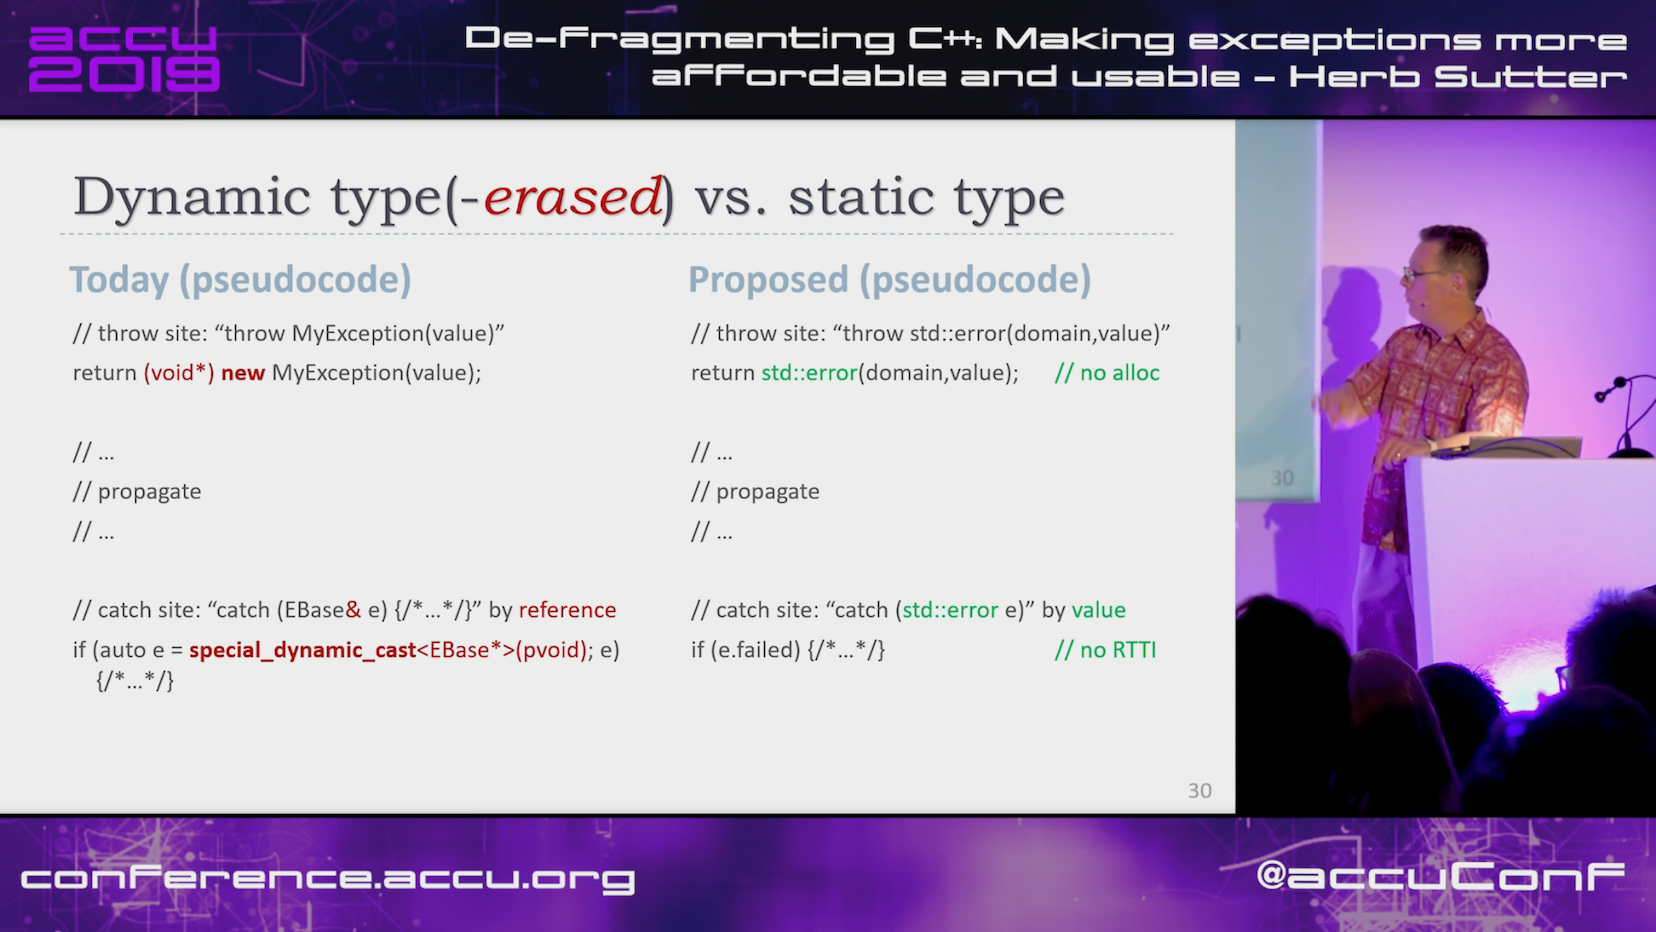 accu
2019
De-Fragmenting C++: Making exceptions more
affordable and usable - Herb Sutter
Dynamic type(-erased) vs. static type
Today (pseudocode)
// throw site: “throw MyException(value)”
return (void*) new MyException(value);
// ...
// propagate
// ...
// catch site: “catch (EBase& e) {/*...*/}” by reference
if (auto e = special_dynamic_cast<EBase*>(pvoid); e)
{/*...*/}
Proposed (pseudocode)
// throw site: “throw std::error(domain,value)”
return std::error(domain,value); // no alloc
// ...
// propagate
// ...
// catch site: “catch (std::error e)” by value
if (e.failed) {/*...*/} // no RTTI
30
30
conference.accu.org
@accuConf